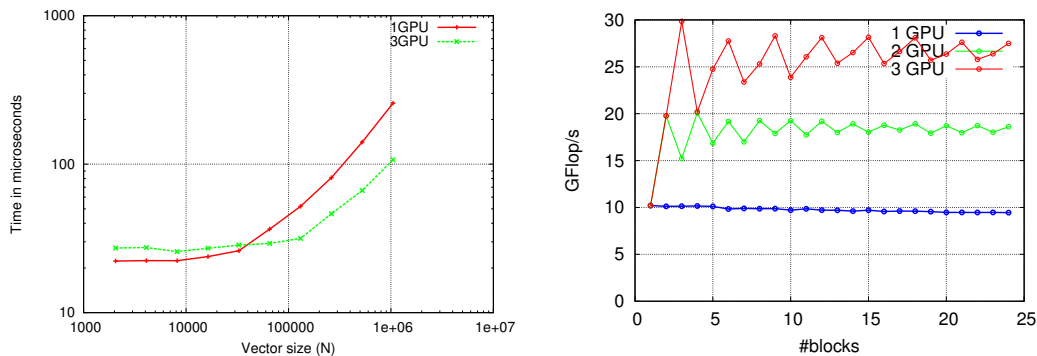 1000
100
10
Time in microseconds
1000
10000
100000
1e+06
1e+07
Vector size (N)
1GPU
3GPU
30
25
20
15
10
5
0
GFlop/s
0
5
10
15
20
25
#blocks
1 GPU
2 GPU
3 GPU